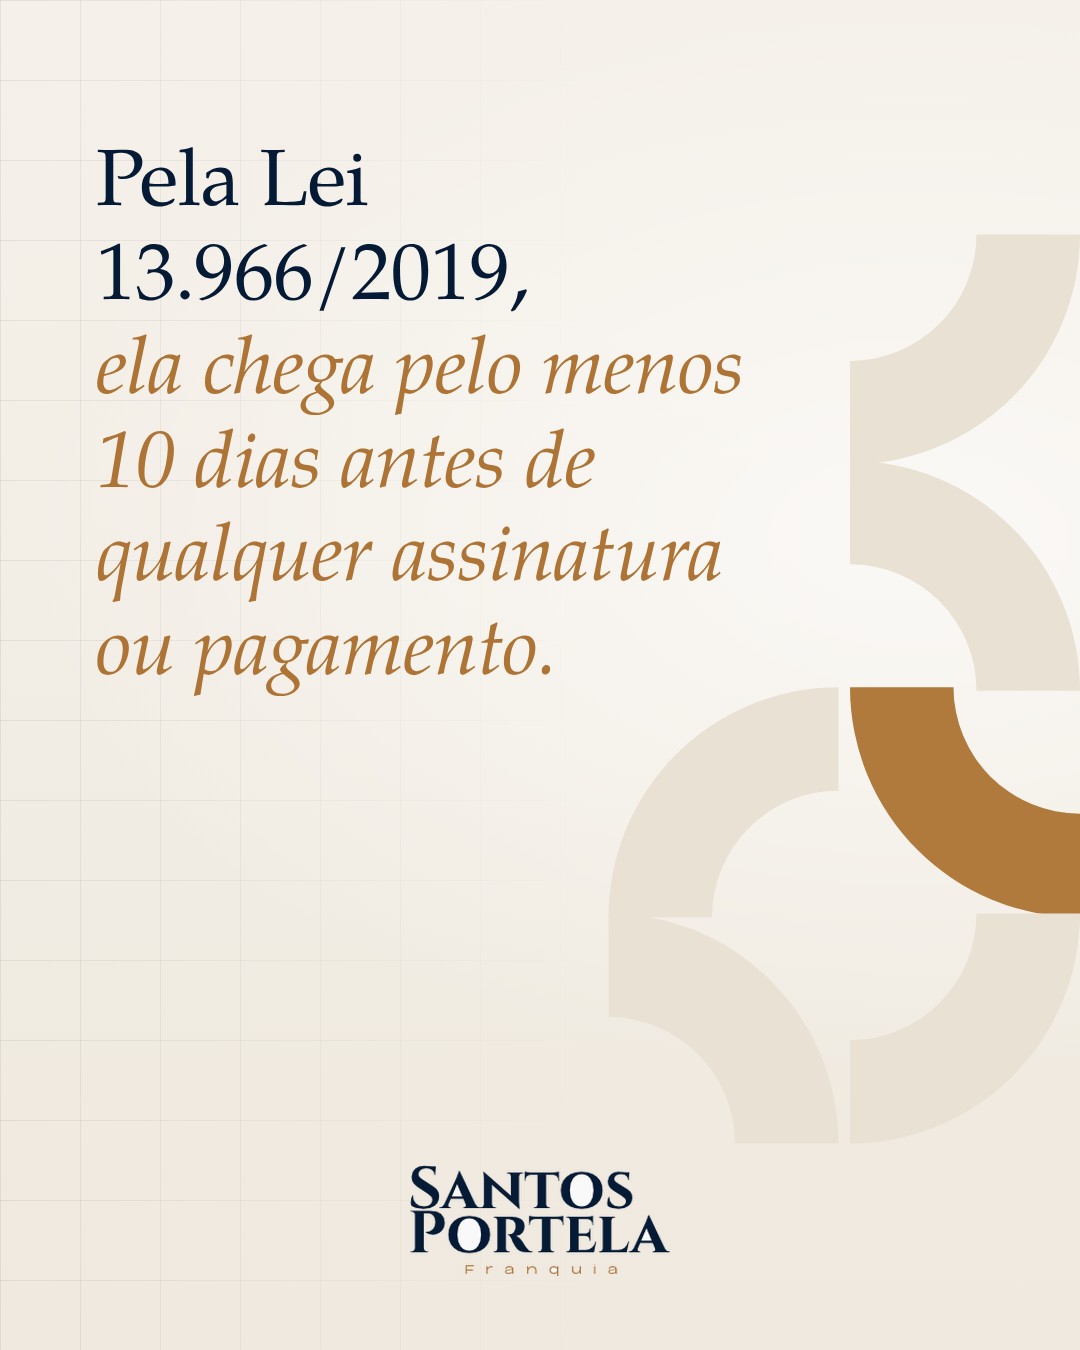 Pela Lei
13.966/2019,
ela chega pelo menos
10 dias antes de
qualquer assinatura
ou pagamento.
SANTOS
PORTELA
Franquia